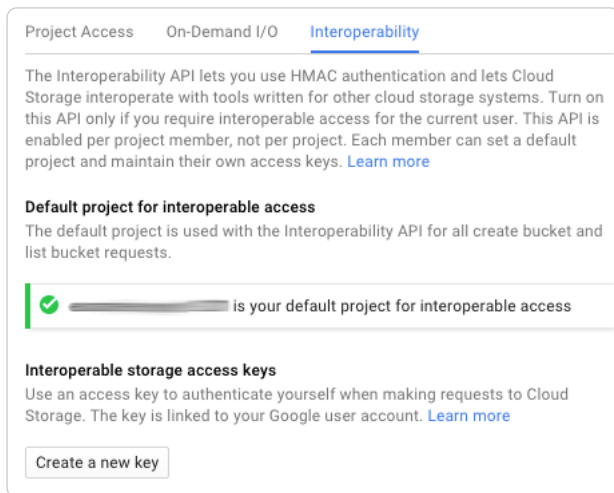 Project Access On-Demand I/O Interoperability
The Interoperability API lets you use HMAC authentication and lets Cloud
Storage interoperate with tools written for other cloud storage systems. Turn on
this API only if you require interoperable access for the current user. This API is
enabled per project member, not per project. Each member can set a default
project and maintain their own access keys. Learn more
Default project for interoperable access
The default project is used with the Interoperability API for all create bucket and
list bucket requests.
is your default project for interoperable access
Interoperable storage access keys
Use an access key to authenticate yourself when making requests to Cloud
Storage. The key is linked to your Google user account. Learn more
Create a new key